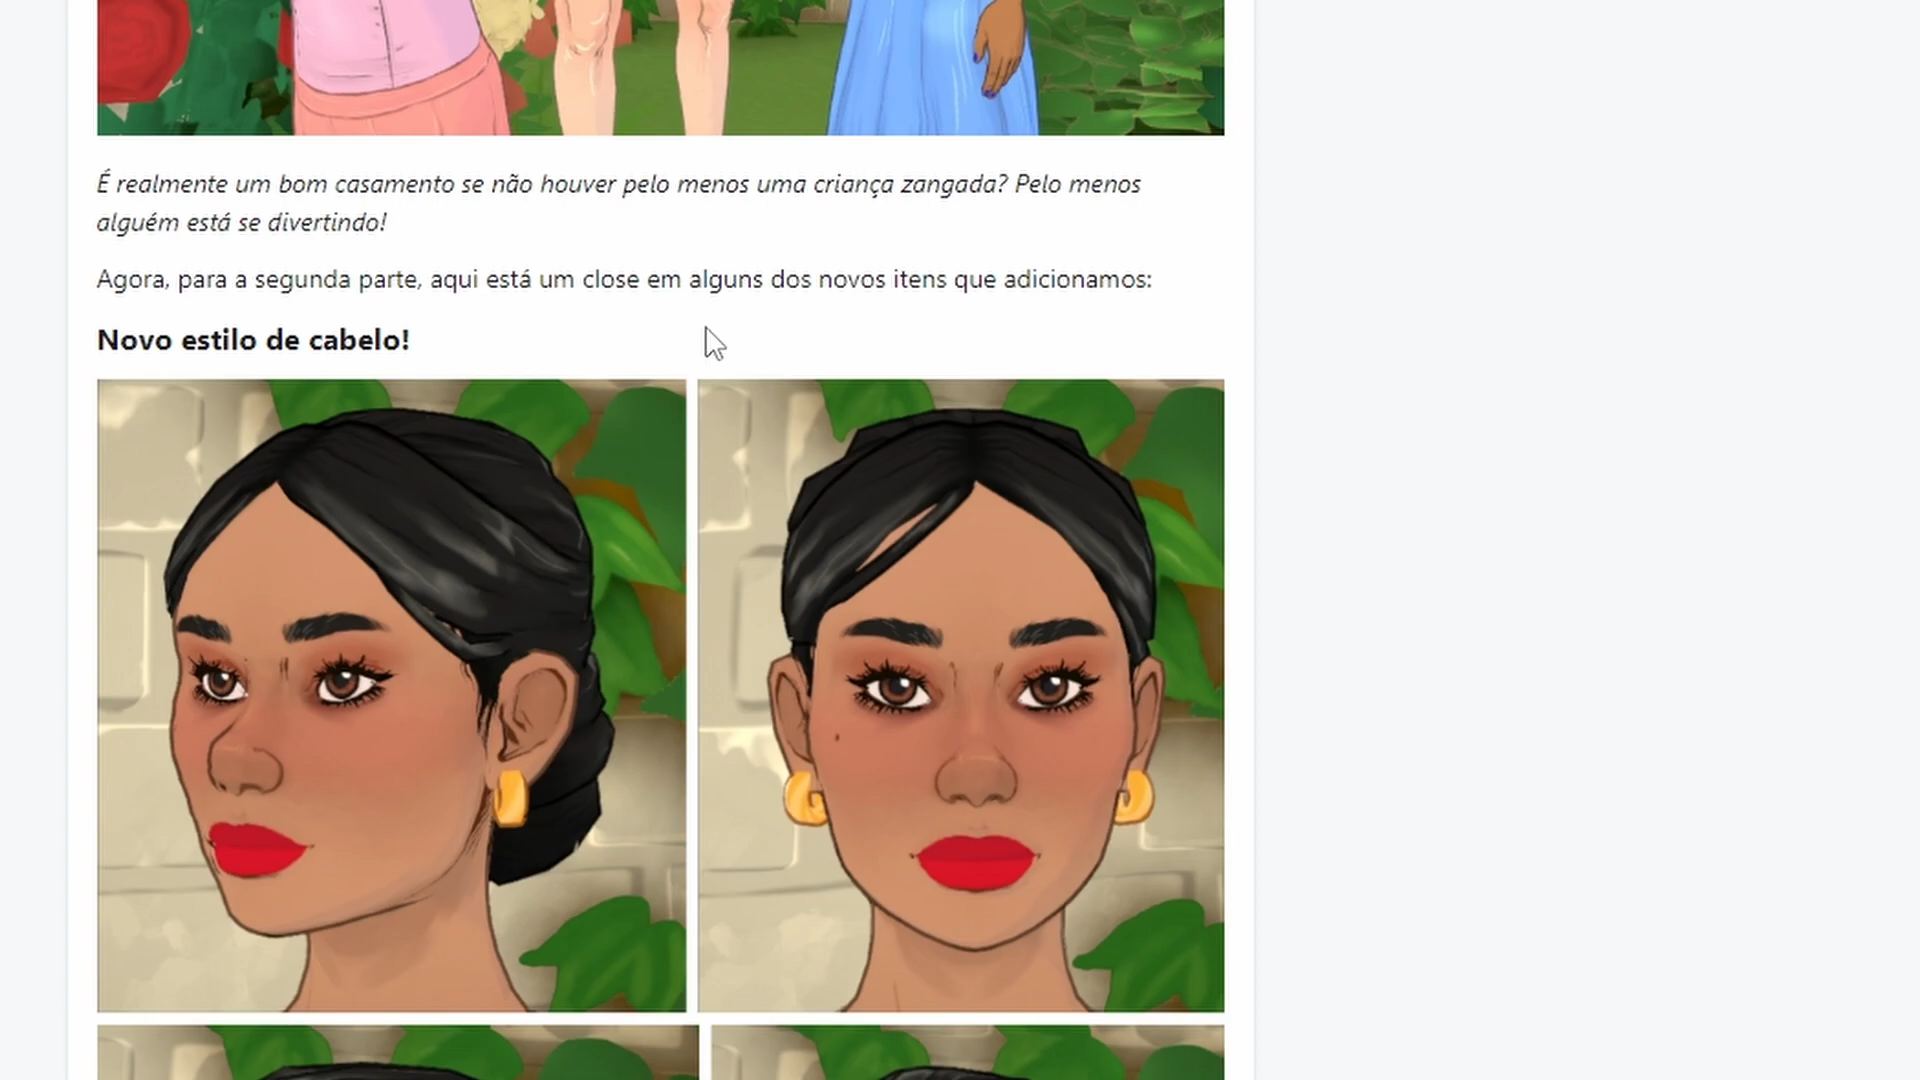 É realmente um bom casamento se não houver pelo menos uma criança zangada? Pelo menos
alguém está se divertindo!
Agora, para a segunda parte, aqui está um close em alguns dos novos itens que adicionamos:
Novo estilo de cabelo!